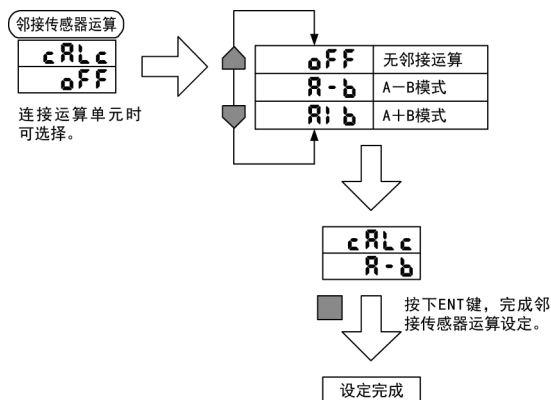 邻接传感器运算
cALc
oFF
连接运算单元时
可选择。
oFF 无邻接运算
A-b A－B模式
A1b A＋B模式
cALc
A-b
按下ENT键，完成邻
接传感器运算设定。
设定完成